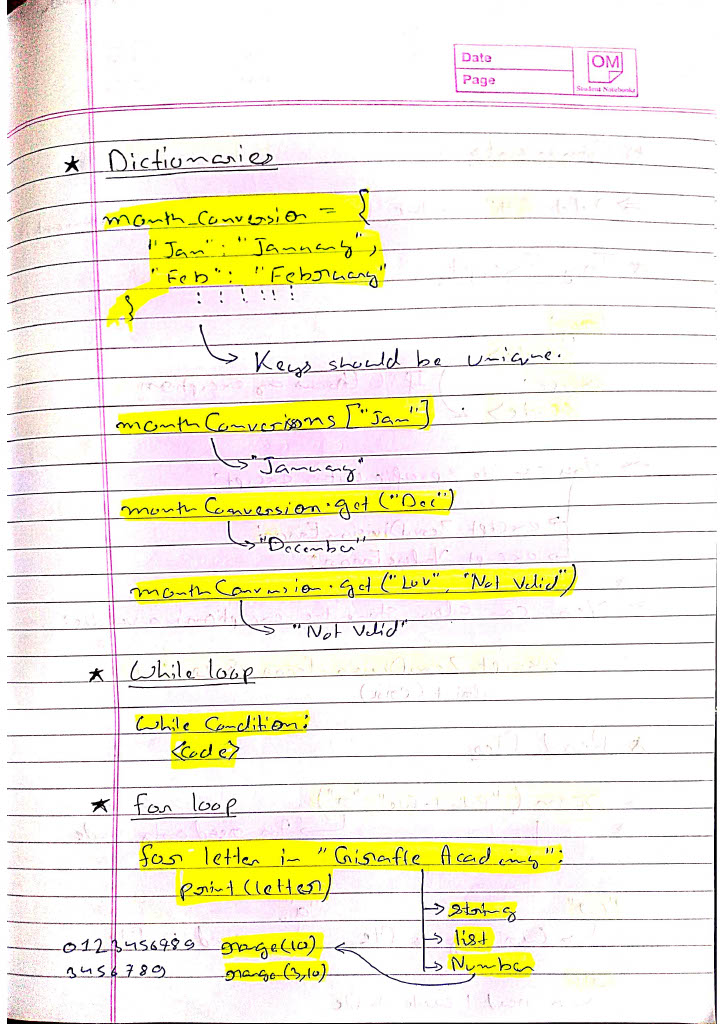 Date
Page
OM
Student Notebooks
★ Dictionaries
month_Conversion = {
"Jan": "January",
"Feb": "February"
}
Keys should be unique.
monthConversions ["Jan"]
"January"
monthConversion.get ("Dec")
"December"
monthConversion.get ("Luv", "Not Valid")
"Not Valid"
★ While loop
While Condition:
<Code>
★ for loop
for letter in "Giraffe Academy":
print (letter)
string
0123456789 range(10) list
3456789 range (3,10) Number